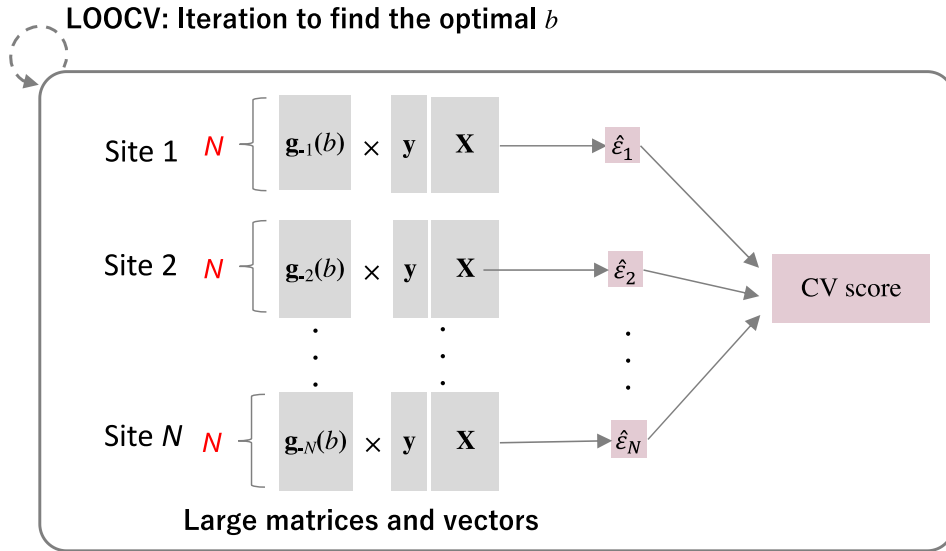 LOOCV: Iteration to find the optimal b
Site 1 N g-1(b) × y X ε̂1
Site 2 N g-2(b) × y X ε̂2
CV score
Site N N g-N(b) × y X ε̂N
Large matrices and vectors